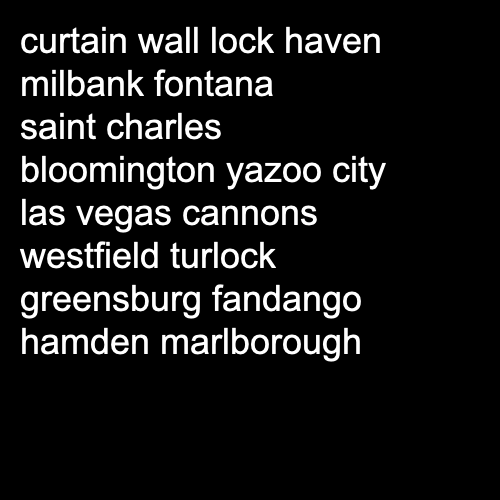 curtain wall lock haven
milbank fontana
saint charles
bloomington yazoo city
las vegas cannons
westfield turlock
greensburg fandango
hamden marlborough